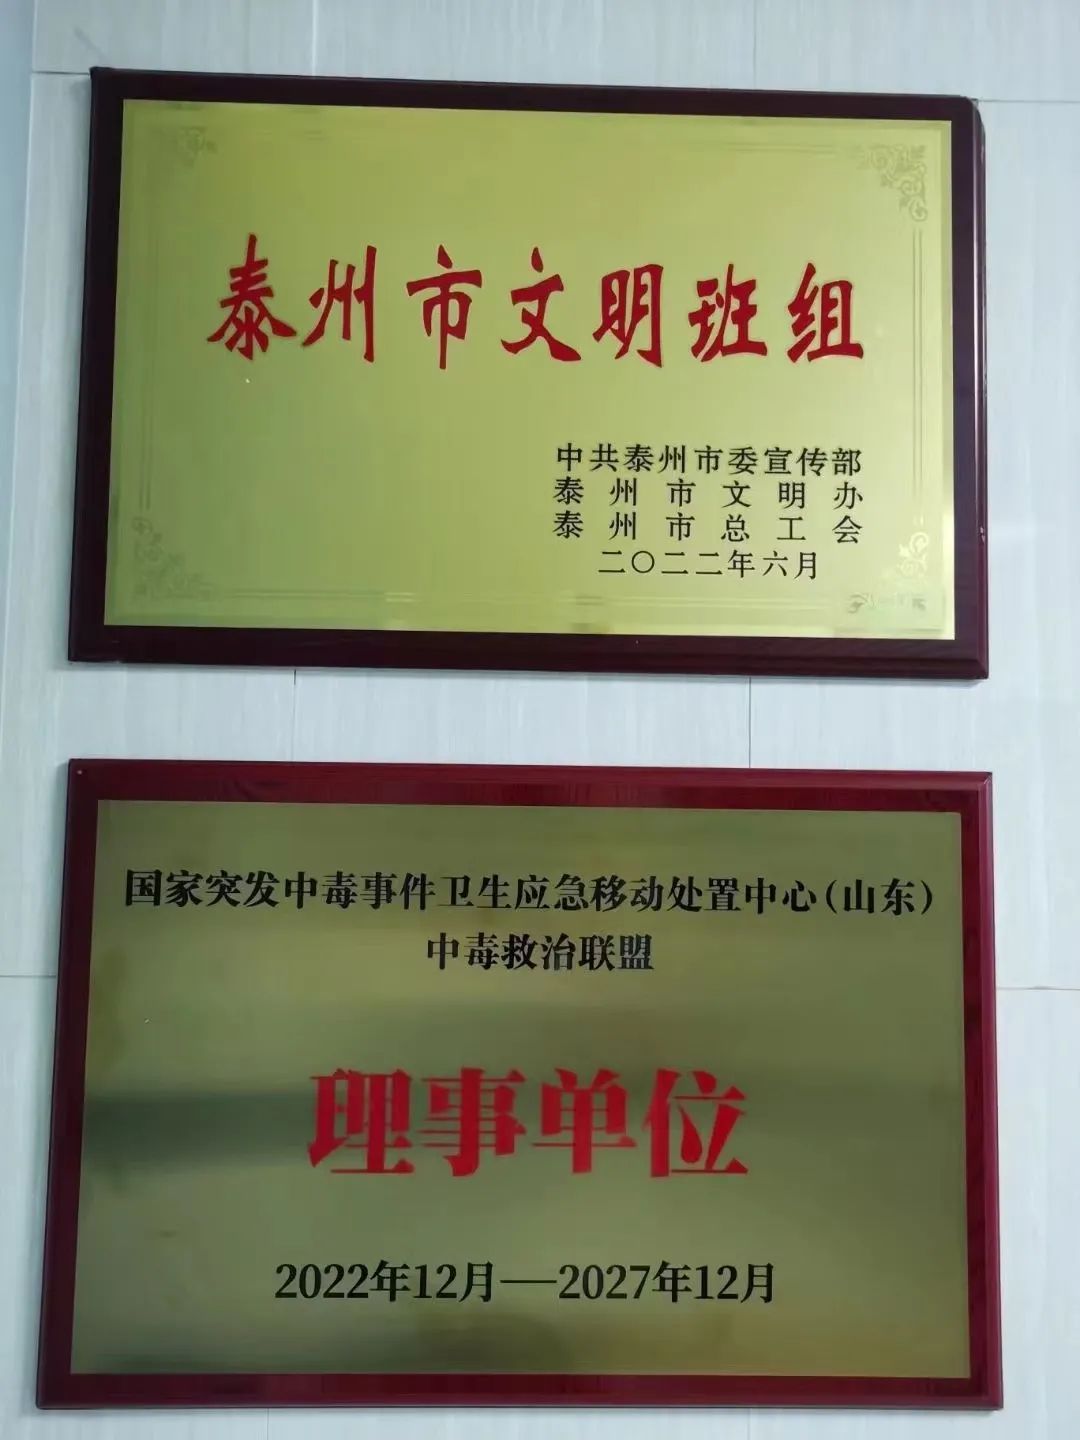 泰州市文明班组
中共泰州市委宣传部
泰州市文明办
泰州市总工会
二〇二二年六月
国家突发中毒事件卫生应急移动处置中心(山东)
中毒救治联盟
理事单位
2022年12月—2027年12月